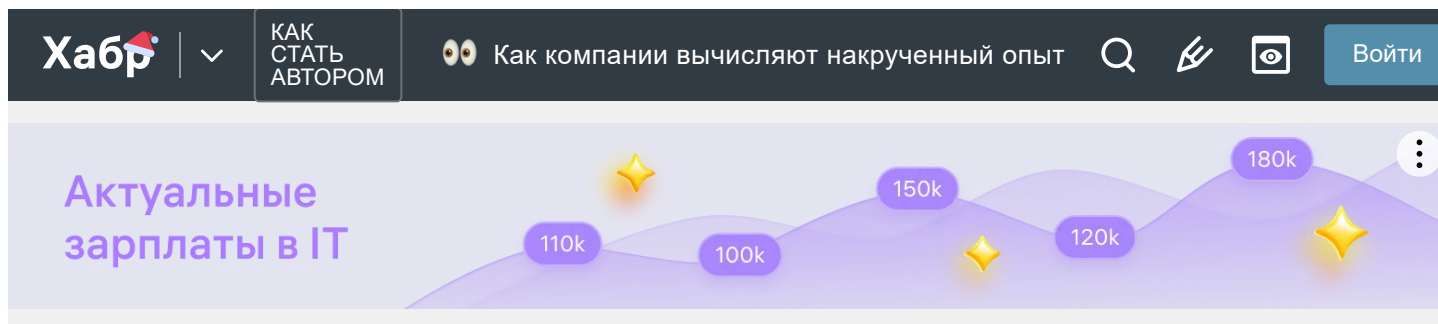 Хабр
КАК
СТАТЬ
АВТОРОМ
👀 Как компании вычисляют накрученный опыт
Войти
Актуальные
зарплаты в IT
110k
100k
150k
120k
180k